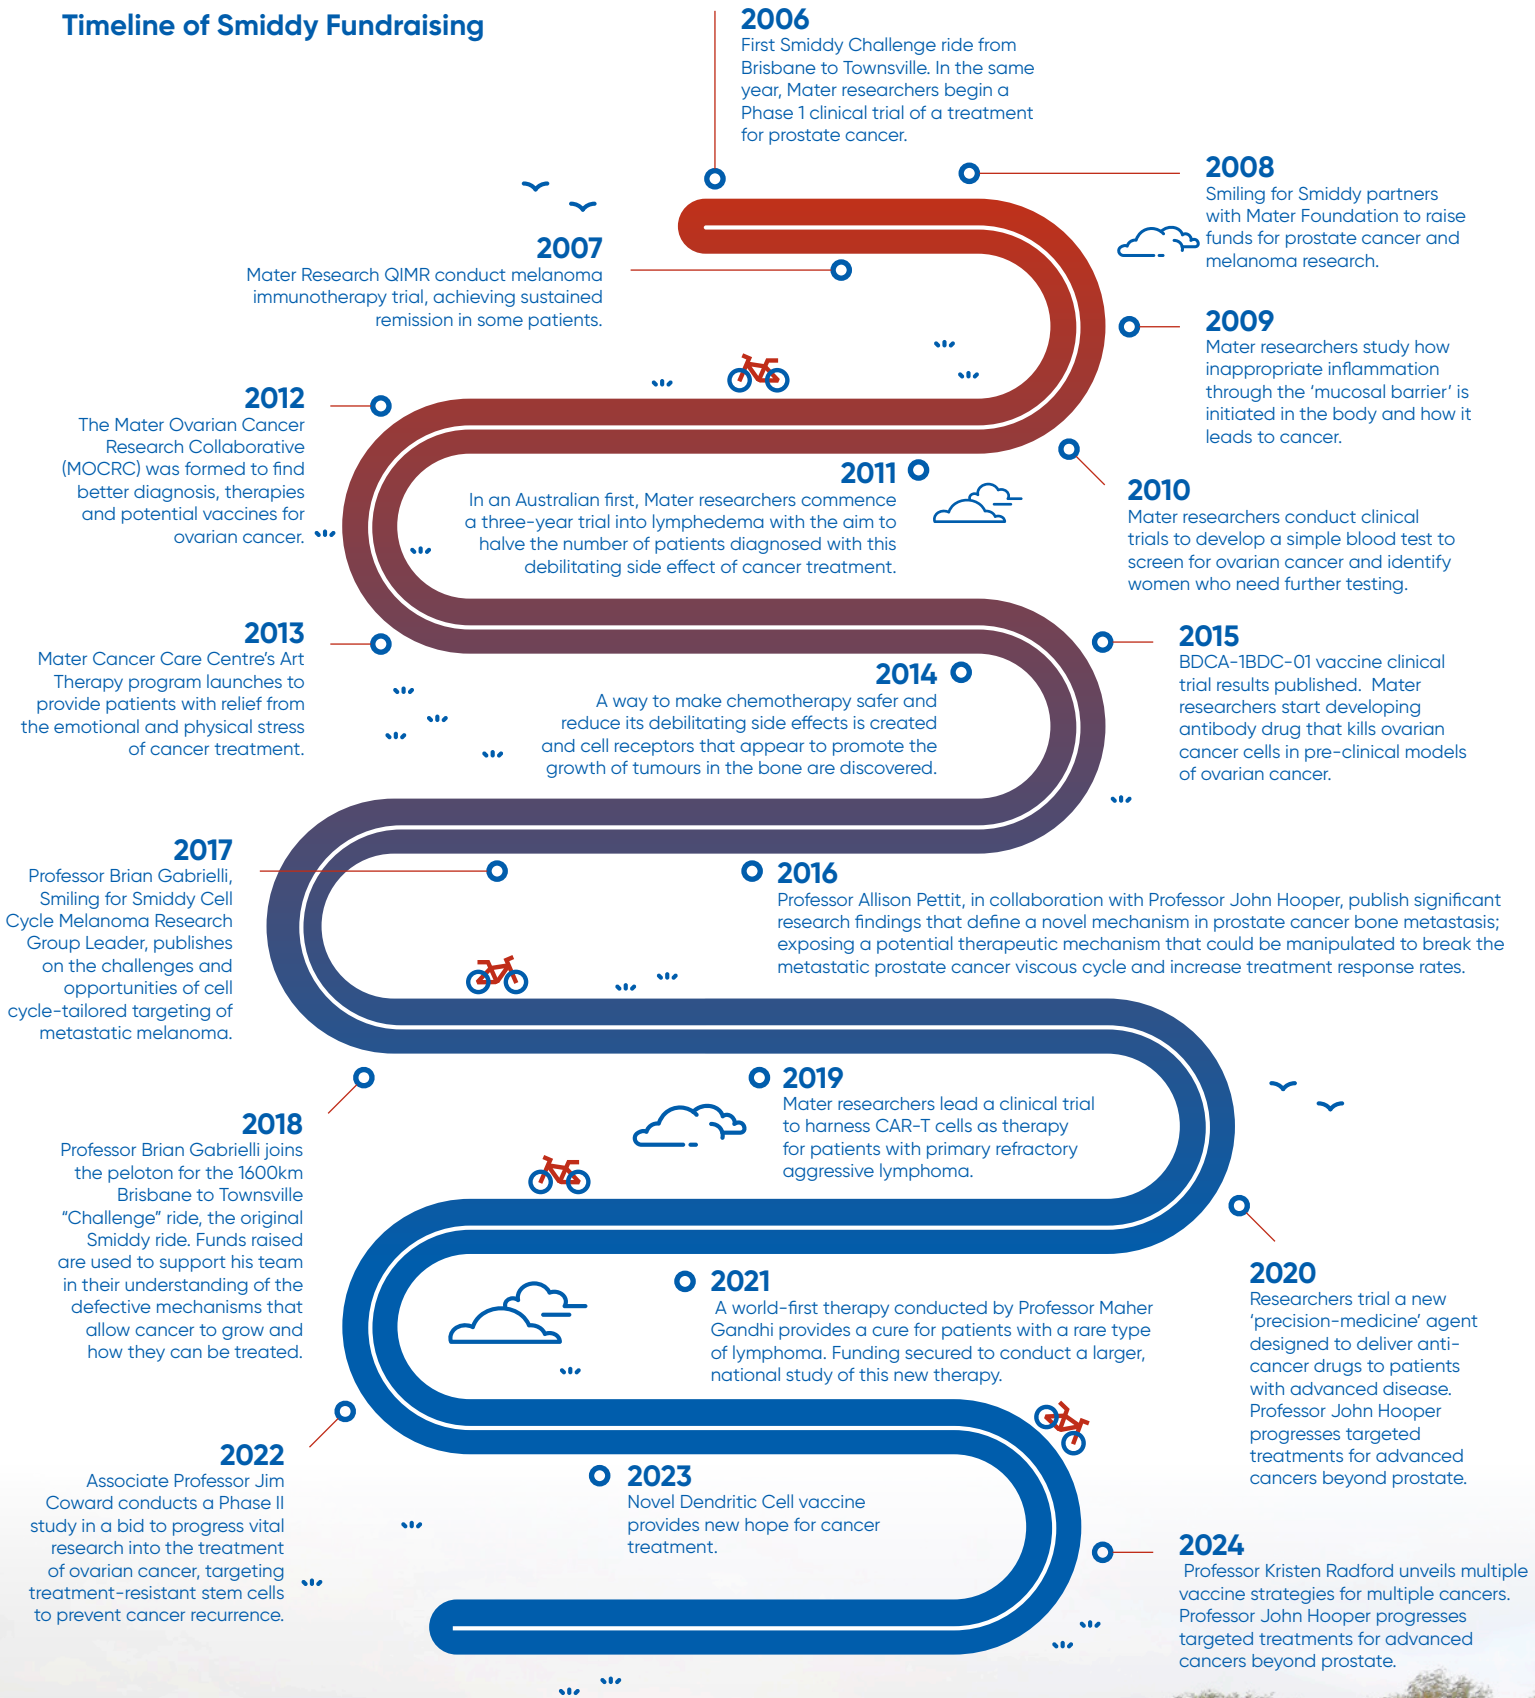 Timeline of Smiddy Fundraising
2006
First Smiddy Challenge ride from
Brisbane to Townsville. In the same
year, Mater researchers begin a
Phase 1 clinical trial of a treatment
for prostate cancer.
2007
Mater Research QIMR conduct melanoma
immunotherapy trial, achieving sustained
remission in some patients.
2008
Smiling for Smiddy partners
with Mater Foundation to raise
funds for prostate cancer and
melanoma research.
2009
Mater researchers study how
inappropriate inflammation
through the ‘mucosal barrier’ is
initiated in the body and how it
leads to cancer.
2010
Mater researchers conduct clinical
trials to develop a simple blood test to
screen for ovarian cancer and identify
women who need further testing.
2011
In an Australian first, Mater researchers commence
a three-year trial into lymphedema with the aim to
halve the number of patients diagnosed with this
debilitating side effect of cancer treatment.
2012
The Mater Ovarian Cancer
Research Collaborative
(MOCRC) was formed to find
better diagnosis, therapies
and potential vaccines for
ovarian cancer.
2013
Mater Cancer Care Centre’s Art
Therapy program launches to
provide patients with relief from
the emotional and physical stress
of cancer treatment.
2014
A way to make chemotherapy safer and
reduce its debilitating side effects is created
and cell receptors that appear to promote the
growth of tumours in the bone are discovered.
2015
BDCA-1BDC-01 vaccine clinical
trial results published. Mater
researchers start developing
antibody drug that kills ovarian
cancer cells in pre-clinical models
of ovarian cancer.
2016
Professor Allison Pettit, in collaboration with Professor John Hooper, publish significant
research findings that define a novel mechanism in prostate cancer bone metastasis;
exposing a potential therapeutic mechanism that could be manipulated to break the
metastatic prostate cancer viscous cycle and increase treatment response rates.
2017
Professor Brian Gabrielli,
Smiling for Smiddy Cell
Cycle Melanoma Research
Group Leader, publishes
on the challenges and
opportunities of cell
cycle-tailored targeting of
metastatic melanoma.
2018
Professor Brian Gabrielli joins
the peloton for the 1600km
Brisbane to Townsville
“Challenge” ride, the original
Smiddy ride. Funds raised
are used to support his team
in their understanding of the
defective mechanisms that
allow cancer to grow and
how they can be treated.
2019
Mater researchers lead a clinical trial
to harness CAR-T cells as therapy
for patients with primary refractory
aggressive lymphoma.
2020
Researchers trial a new
‘precision-medicine’ agent
designed to deliver anti-
cancer drugs to patients
with advanced disease.
Professor John Hooper
progresses targeted
treatments for advanced
cancers beyond prostate.
2021
A world-first therapy conducted by Professor Maher
Gandhi provides a cure for patients with a rare type
of lymphoma. Funding secured to conduct a larger,
national study of this new therapy.
2022
Associate Professor Jim
Coward conducts a Phase II
study in a bid to progress vital
research into the treatment
of ovarian cancer, targeting
treatment-resistant stem cells
to prevent cancer recurrence.
2023
Novel Dendritic Cell vaccine
provides new hope for cancer
treatment.
2024
Professor Kristen Radford unveils multiple
vaccine strategies for multiple cancers.
Professor John Hooper progresses
targeted treatments for advanced
cancers beyond prostate.